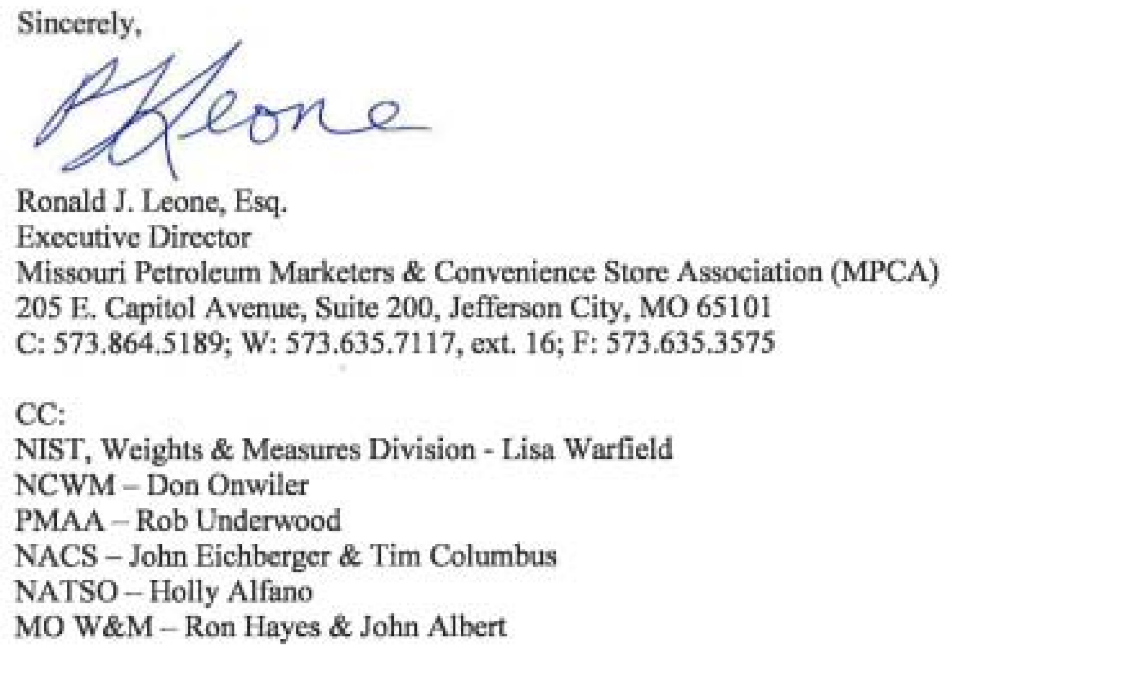 Sincerely,
R Leone
Ronald J. Leone, Esq.
Executive Director
Missouri Petroleum Marketers & Convenience Store Association (MPCA)
205 E. Capitol Avenue, Suite 200, Jefferson City, MO 65101
C: 573.864.5189; W: 573.635.7117, ext. 16; F: 573.635.3575
CC:
NIST, Weights & Measures Division - Lisa Warfield
NCWM – Don Onwiler
PMAA – Rob Underwood
NACS – John Eichberger & Tim Columbus
NATSO – Holly Alfano
MO W&M – Ron Hayes & John Albert